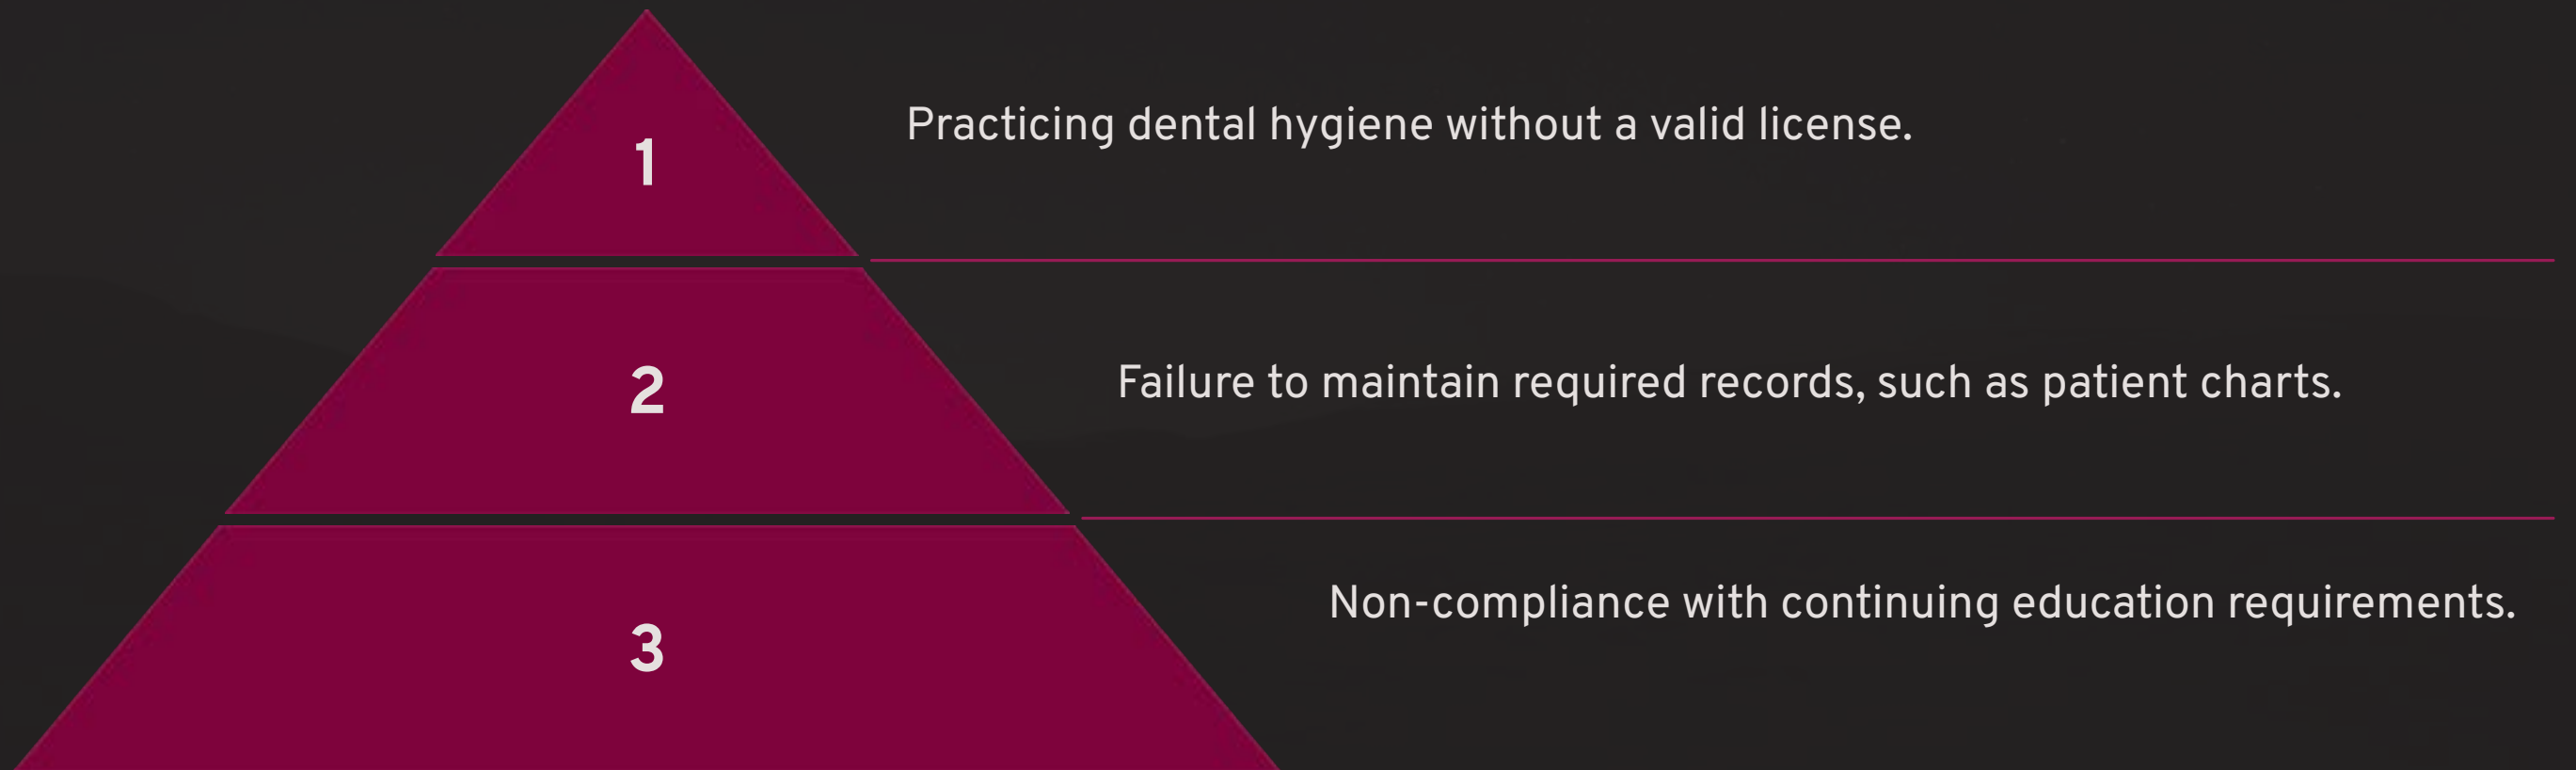 1
Practicing dental hygiene without a valid license.
2
Failure to maintain required records, such as patient charts.
3
Non-compliance with continuing education requirements.